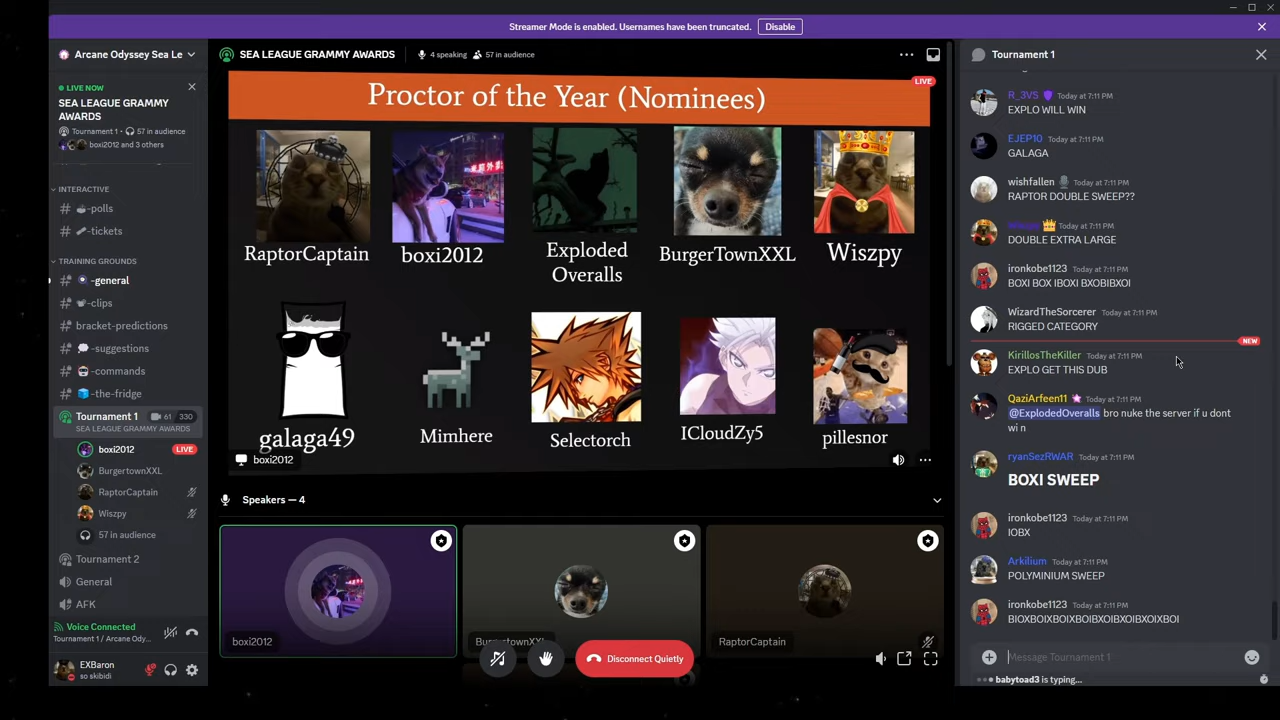 Streamer Mode is enabled. Usernames have been truncated.
Disable
Arcane Odyssey Sea Le
LIVE NOW
SEA LEAGUE GRAMMY
AWARDS
Tournament 1 • 57 in audience
boxi2012 and 3 others
INTERACTIVE
-polls
-tickets
TRAINING GROUNDS
-general
-clips
bracket-predictions
-suggestions
-commands
-the-fridge
Tournament 1
61 330
SEA LEAGUE GRAMMY AWARDS
boxi2012
LIVE
BurgertownXXL
RaptorCaptain
Wiszpy
57 in audience
Tournament 2
General
AFK
Voice Connected
Tournament 1 / Arcane Ody...
EXBaron
so skibidi
SEA LEAGUE GRAMMY AWARDS
4 speaking 57 in audience
LIVE
Proctor of the Year (Nominees)
RaptorCaptain
boxi2012
Exploded
Overalls
BurgerTownXXL
Wiszpy
galaga49
Mimhere
Selectorch
ICloudZy5
pillesnor
boxi2012
Speakers — 4
boxi2012
RaptorCaptain
Disconnect Quietly
Tournament 1
R_3VS Today at 7:11 PM
EXPLO WILL WIN
EJEP10 Today at 7:11 PM
GALAGA
wishfallen Today at 7:11 PM
RAPTOR DOUBLE SWEEP??
Today at 7:11 PM
DOUBLE EXTRA LARGE
ironkobe1123 Today at 7:11 PM
BOXI BOX IBOXI BXOBIBXOI
WizardTheSorcerer Today at 7:11 PM
RIGGED CATEGORY
NEW
KirillosTheKiller Today at 7:11 PM
EXPLO GET THIS DUB
QaziArfeen11 Today at 7:11 PM
@ExplodedOveralls bro nuke the server if u dont
wi n
ryanSezRWAR Today at 7:11 PM
BOXI SWEEP
ironkobe1123 Today at 7:11 PM
IOBX
Arkilium Today at 7:11 PM
POLYMINIUM SWEEP
ironkobe1123 Today at 7:11 PM
BIOXBOIXBOIXBOIBXOIBXOIBXOIXBOI
Message Tournament 1
babytoad3 is typing...